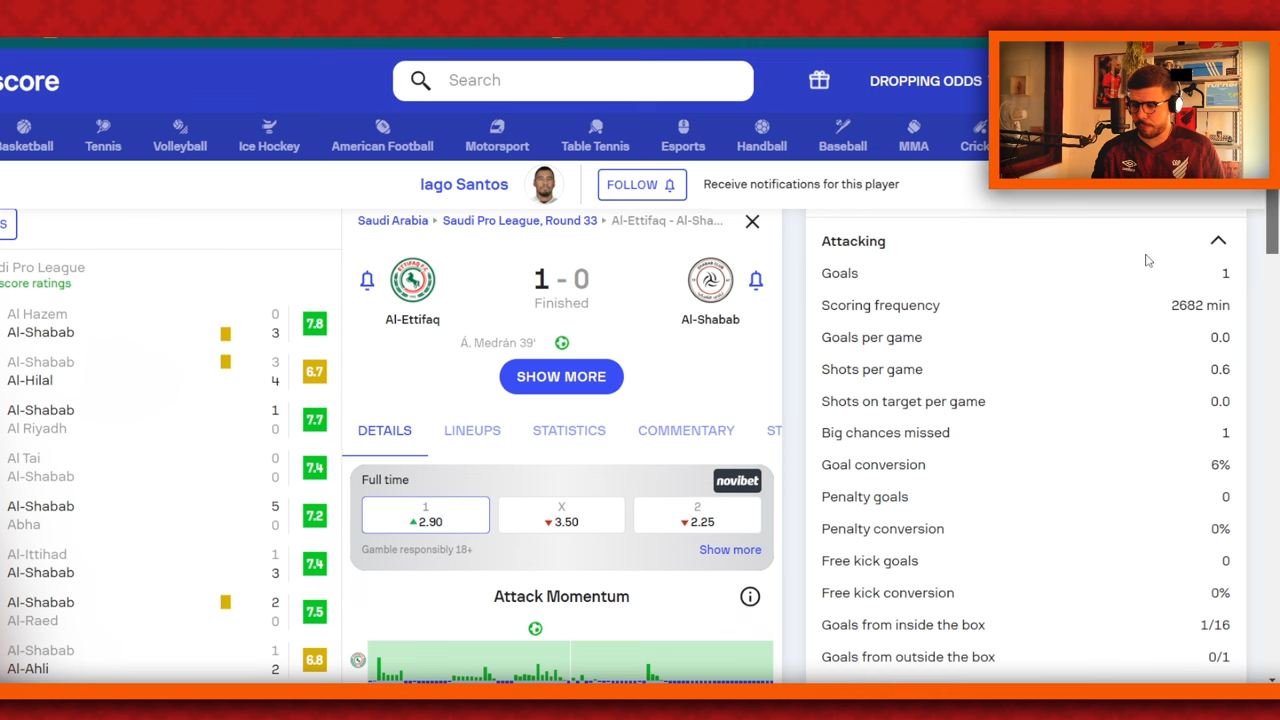 score
Search
DROPPING ODDS
Basketball
Tennis
Volleyball
Ice Hockey
American Football
Motorsport
Table Tennis
Esports
Handball
Baseball
MMA
Cric
Iago Santos
FOLLOW
Receive notifications for this player
S
di Pro League
score ratings
Al Hazem 0
Al-Shabab 3
7.8
Al-Shabab 3
Al-Hilal 4
6.7
Al-Shabab 1
Al Riyadh 0
7.7
Al Tai 0
Al-Shabab 0
7.4
Al-Shabab 5
Abha 0
7.2
Al-Ittihad 1
Al-Shabab 3
7.4
Al-Shabab 2
Al-Raed 0
7.5
Al-Shabab 1
Al-Ahli 2
6.8
Saudi Arabia Saudi Pro League, Round 33 Al-Ettifaq - Al-Sha...
1 - 0
Finished
Al-Ettifaq
Al-Shabab
Á. Medrán 39'
SHOW MORE
DETAILS LINEUPS STATISTICS COMMENTARY ST
Full time
novibet
1 X 2
2.90 3.50 2.25
Gamble responsibly 18+ Show more
Attack Momentum
Attacking
Goals 1
Scoring frequency 2682 min
Goals per game 0.0
Shots per game 0.6
Shots on target per game 0.0
Big chances missed 1
Goal conversion 6%
Penalty goals 0
Penalty conversion 0%
Free kick goals 0
Free kick conversion 0%
Goals from inside the box 1/16
Goals from outside the box 0/1